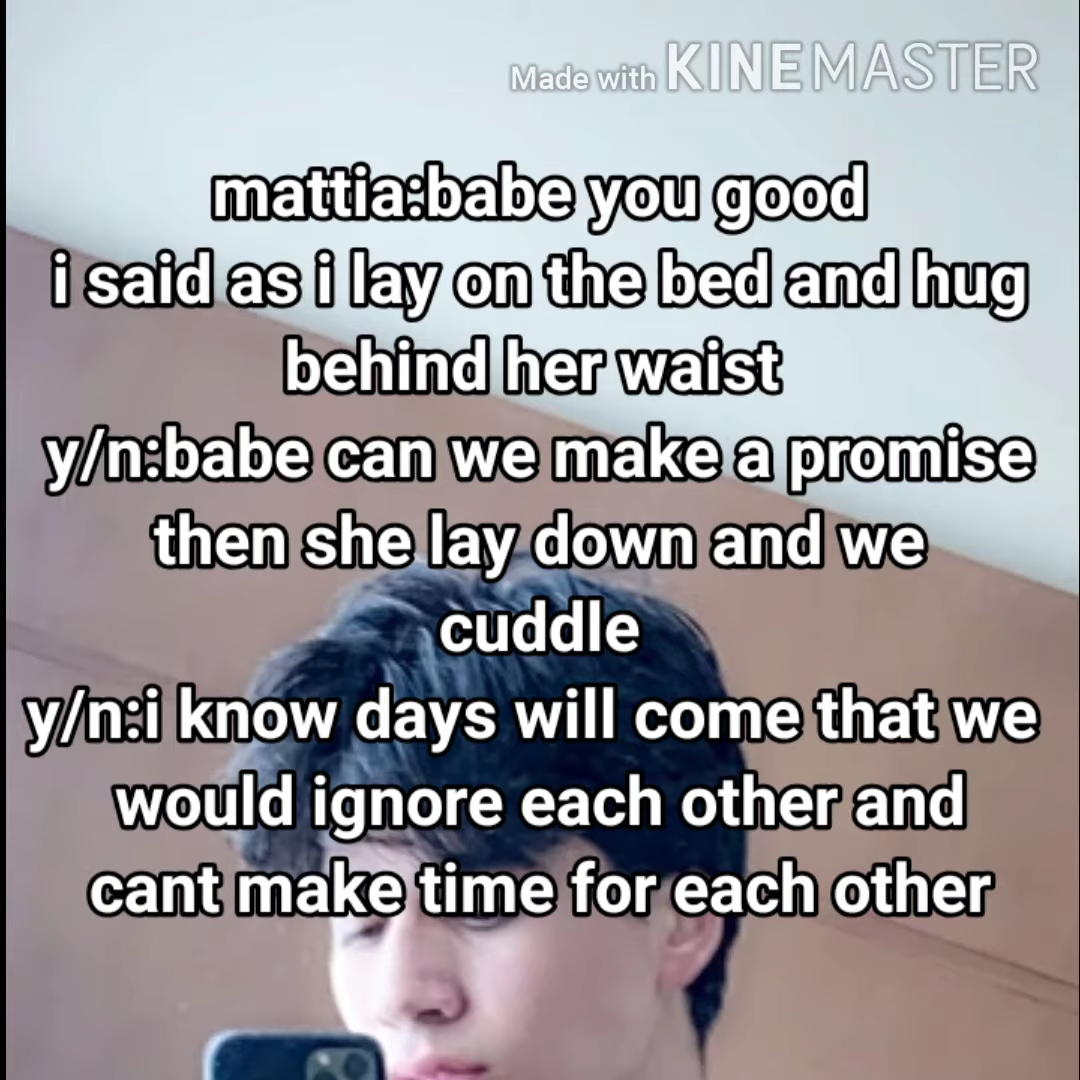 Made with KINEMASTER
mattia:babe you good
i said as i lay on the bed and hug
behind her waist
y/n:babe can we make a promise
then she lay down and we
cuddle
y/n:i know days will come that we
would ignore each other and
cant make time for each other